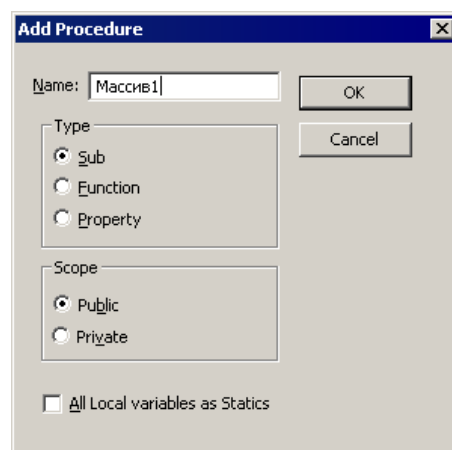 Add Procedure
Name: Массив1
OK
Cancel
Type
Sub
Function
Property
Scope
Public
Private
All Local variables as Statics